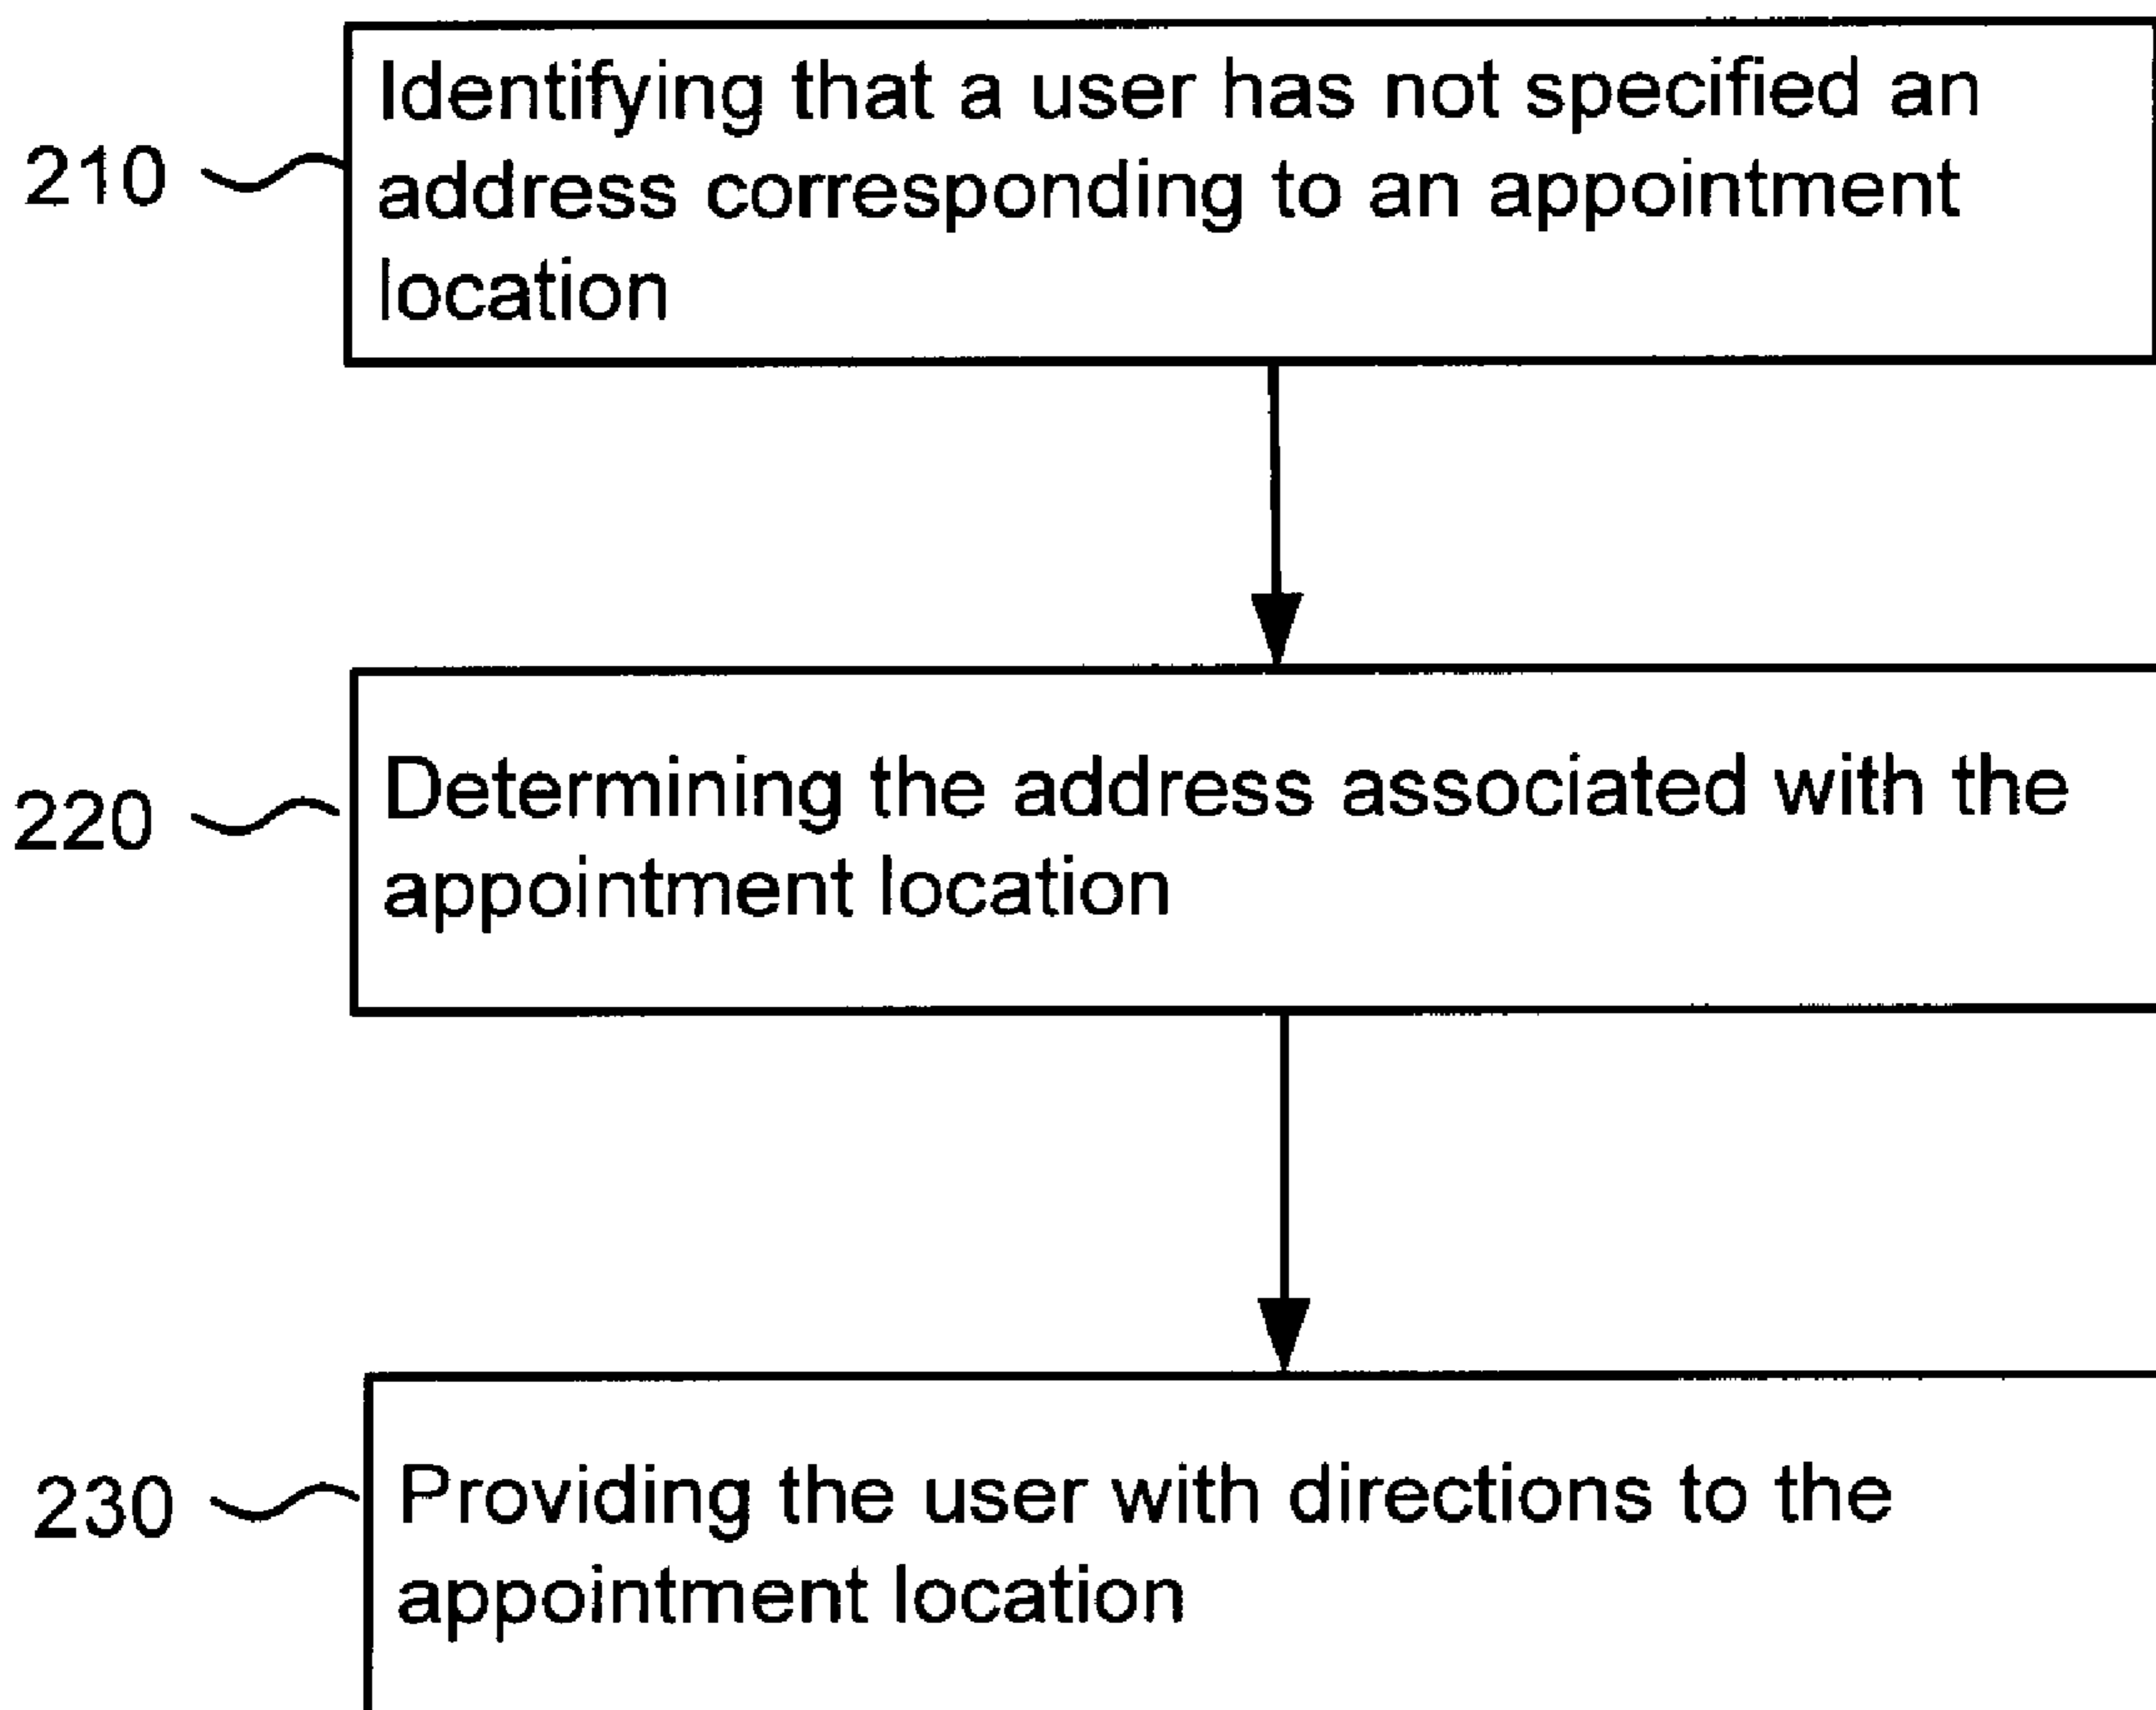 210
Identifying that a user has not specified an
address corresponding to an appointment
location
220
Determining the address associated with the
appointment location
230
Providing the user with directions to the
appointment location